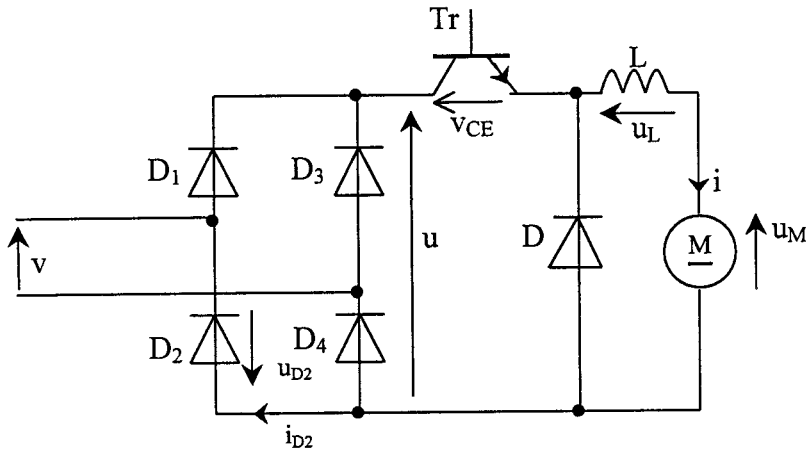 Tr
L
v_CE
u_L
D₁
D₃
i
v
u
D
M
u_M
D₂
u_D2
D₄
i_D2